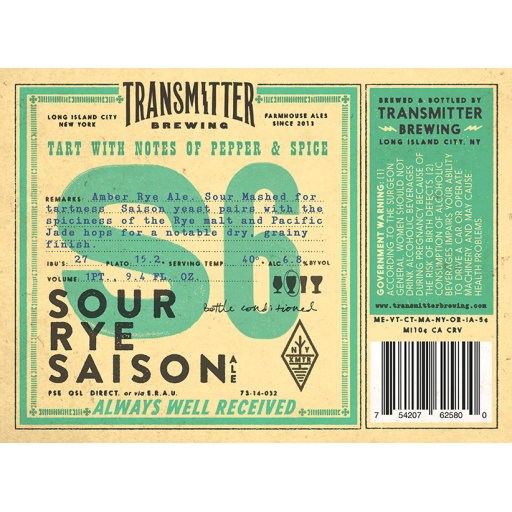 LONG ISLAND CITY
NEW YORK
TRANSMITTER
BREWING
FARMHOUSE ALES
SINCE 2013
TART WITH NOTES OF PEPPER & SPICE
S6
REMARKS: Amber Rye Ale. Sour Mashed for
tartness Saison yeast pairs with the
spiciness of the Rye malt and Pacific
Jade hops for a notable dry, grainy
finish.
IBU'S: 27 PLATO: 15.2. SERVING TEMP. 40° ALC: 6.8 % BY VOL
VOLUME: 1PT., 9.4 FL. OZ.
SOUR
RYE
SAISON
ALE
bottle conditioned
NY
XMTR
PSE QSL DIRECT. or via E.B.A.U.
73-14-032
ALWAYS WELL RECEIVED
BREWED & BOTTLED BY
TRANSMITTER
BREWING
LONG ISLAND CITY, NY
GOVERNMENT WARNING: (1)
ACCORDING TO THE SURGEON
GENERAL, WOMEN SHOULD NOT
DRINK ALCOHOLIC BEVERAGES
DURING PREGNANCY BECAUSE OF
THE RISK OF BIRTH DEFECTS. (2)
CONSUMPTION OF ALCOHOLIC
BEVERAGES IMPAIRS YOUR ABILITY
TO DRIVE A CAR OR OPERATE
MACHINERY AND MAY CAUSE
HEALTH PROBLEMS
www.transmitterbrewing.com
ME-VT-CT-MA-NY-OR-IA-5¢
MI10¢ CA CRV
7 54207 62580 0